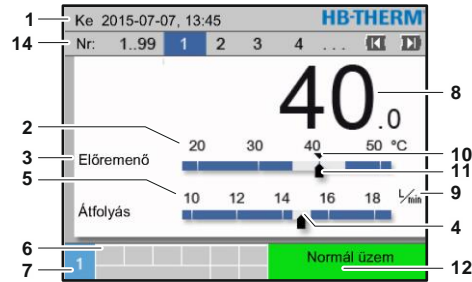 1 Ke 2015-07-07, 13:45 HB-THERM
14 Nr: 1..99 1 2 3 4 ...
40.0 8
2 20 30 40 50 °C 10
3 Előremenő 11
5 10 12 14 16 18 L/min 9
Átfolyás 4
6
7 1 Normál üzem 12